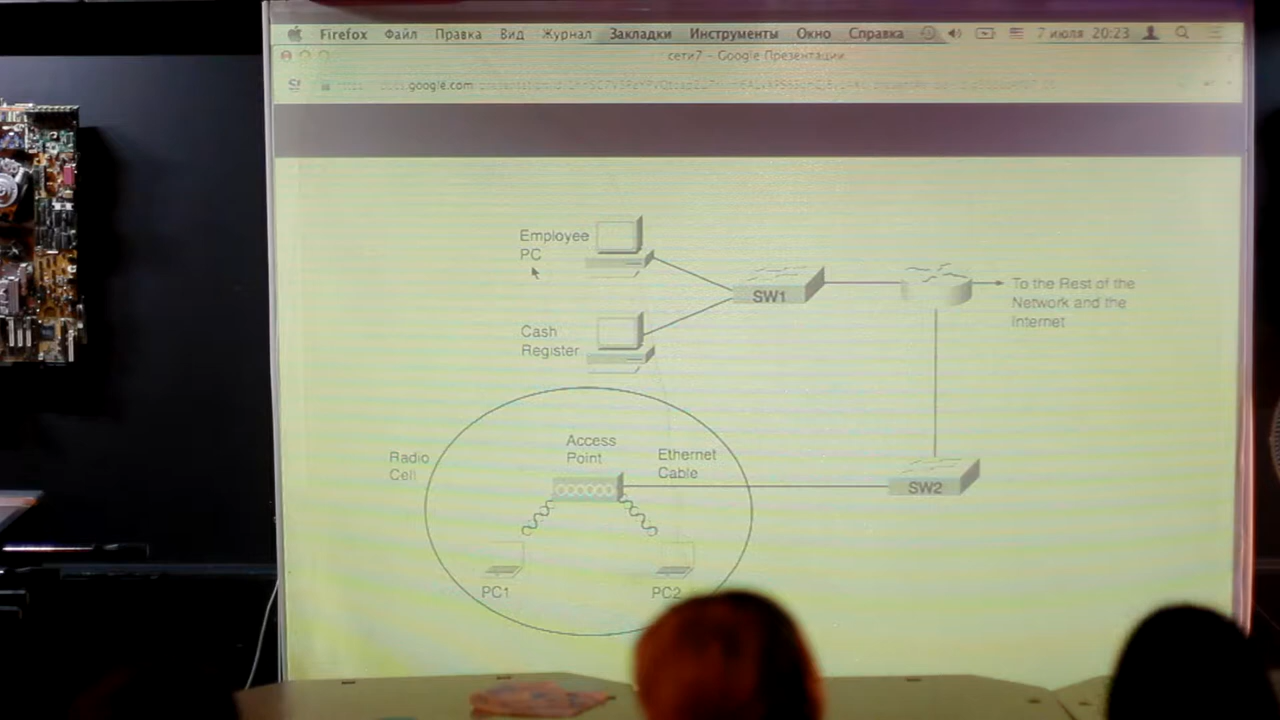 Firefox Файл Правка Вид Журнал Закладки Инструменты Окно Справка 7 июля 20:23
сети7 – Google Презентации
docs.google.com
Employee
PC
SW1
To the Rest of the
Network and the
Internet
Cash
Register
Radio
Cell
Access
Point
Ethernet
Cable
SW2
PC1
PC2